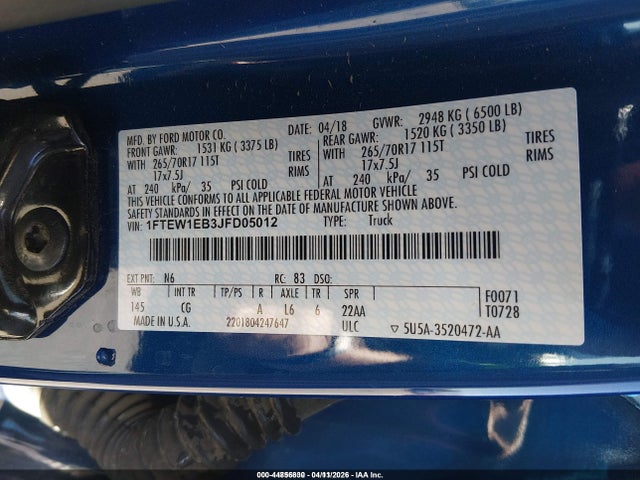 MFD. BY FORD MOTOR CO.
DATE: 04/18 GVWR: 2948 KG ( 6500 LB)
FRONT GAWR: 1531 KG ( 3375 LB) REAR GAWR: 1520 KG ( 3350 LB)
WITH 265/70R17 115T TIRES WITH 265/70R17 115T TIRES
17x7.5J RIMS 17x7.5J RIMS
AT 240 kPa/ 35 PSI COLD AT 240 kPa/ 35 PSI COLD
THIS VEHICLE CONFORMS TO ALL APPLICABLE FEDERAL MOTOR VEHICLE
SAFETY STANDARDS IN EFFECT ON THE DATE OF MANUFACTURE SHOWN ABOVE.
VIN: 1FTEW1EB3JFD05012 TYPE: Truck
EXT PNT: N6 RC: 83 DSO:
WB INT TR TP/PS R AXLE TR SPR F0071
145 CG A L6 6 22AA T0728
MADE IN U.S.A. 2201804247647 ULC 5U5A-3520472-AA
IAA Inc.